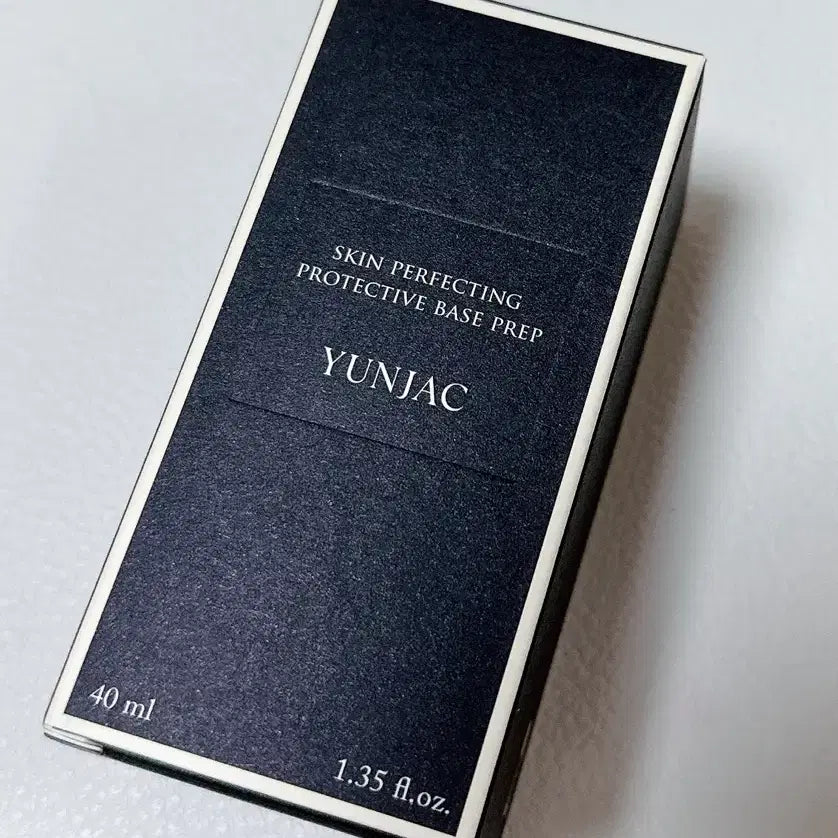 SKIN PERFECTING
PROTECTIVE BASE PREP
YUNJAC
40 ml
1.35 fl.oz.